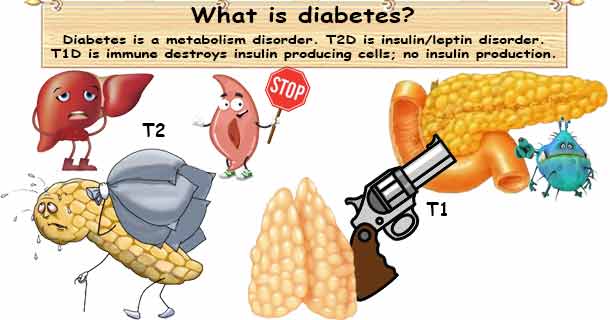 What is diabetes?
Diabetes is a metabolism disorder. T2D is insulin/leptin disorder.
T1D is immune destroys insulin producing cells; no insulin production.
STOP
T2
T1